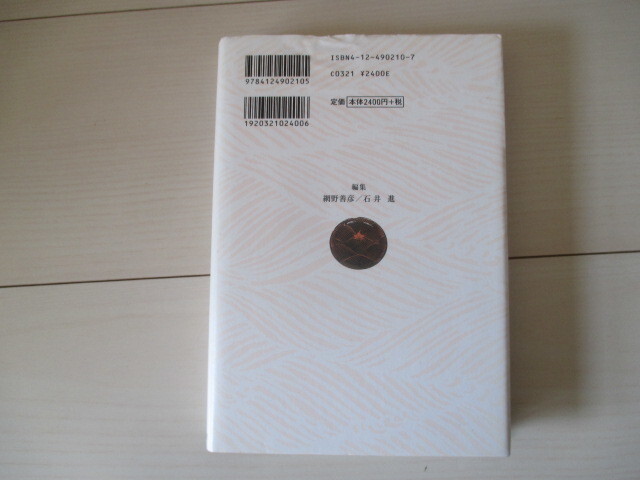 ISBN4-12-490210-7
9784124902105
C0321 ¥2400E
定価 本体2400円+税
1920321024006
編集
網野善彦／石井 進